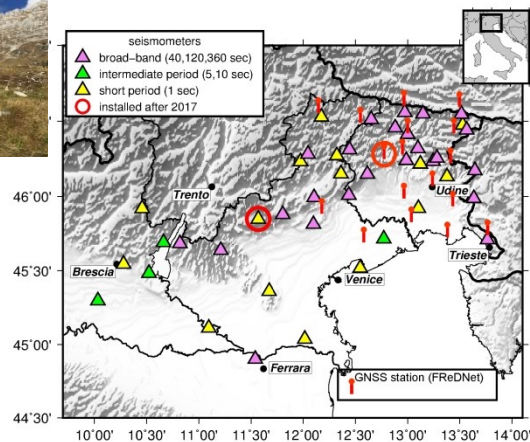 seismometers
broad-band (40,120,360 sec)
intermediate period (5,10 sec)
short period (1 sec)
installed after 2017
46°00'
45°30'
45°00'
44°30'
Trento
Udine
Trieste
Brescia
Venice
Ferrara
GNSS station (FReDNet)
10°00'
10°30'
11°00'
11°30'
12°00'
12°30'
13°00'
13°30'
14°00'